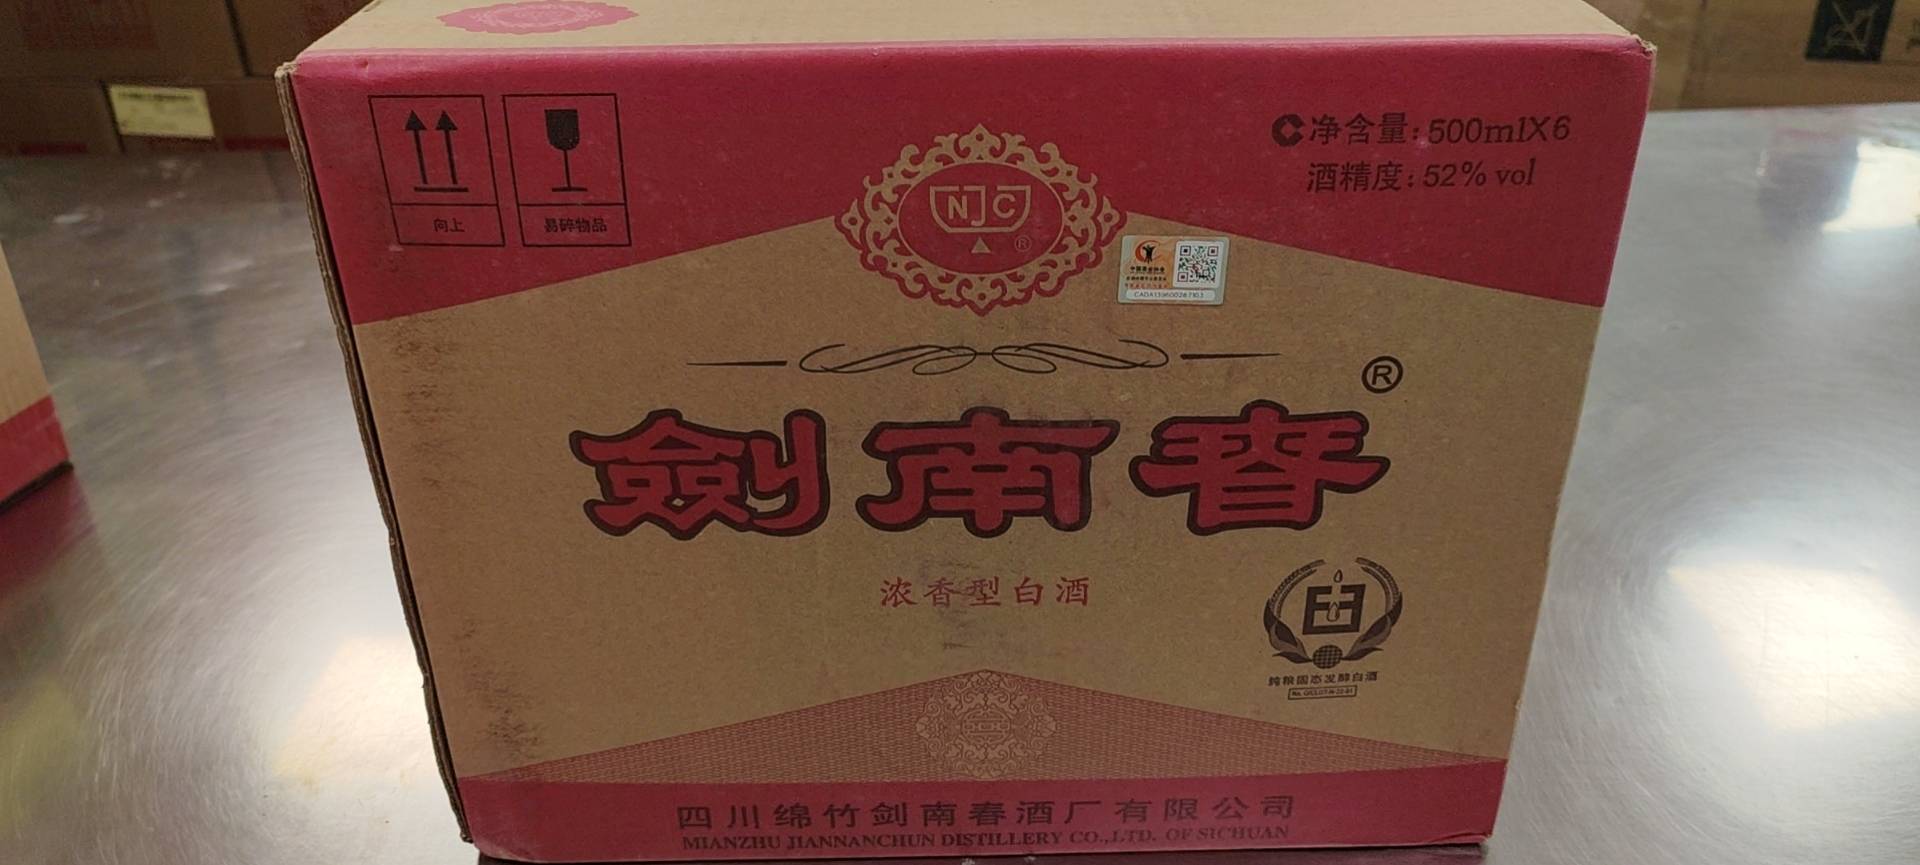 向上
易碎物品
NJC
®
净含量：500mlX6
酒精度：52% vol
®
劍南春
浓香型白酒
纯粮固态发酵白酒
四川绵竹剑南春酒厂有限公司
MIANZHU JIANNANCHUN DISTILLERY CO.,LTD. OF SICHUAN